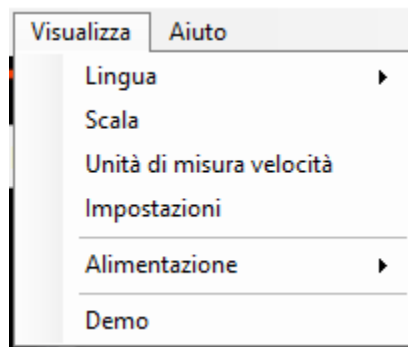 Visualizza Aiuto
Lingua
Scala
Unità di misura velocità
Impostazioni
Alimentazione
Demo